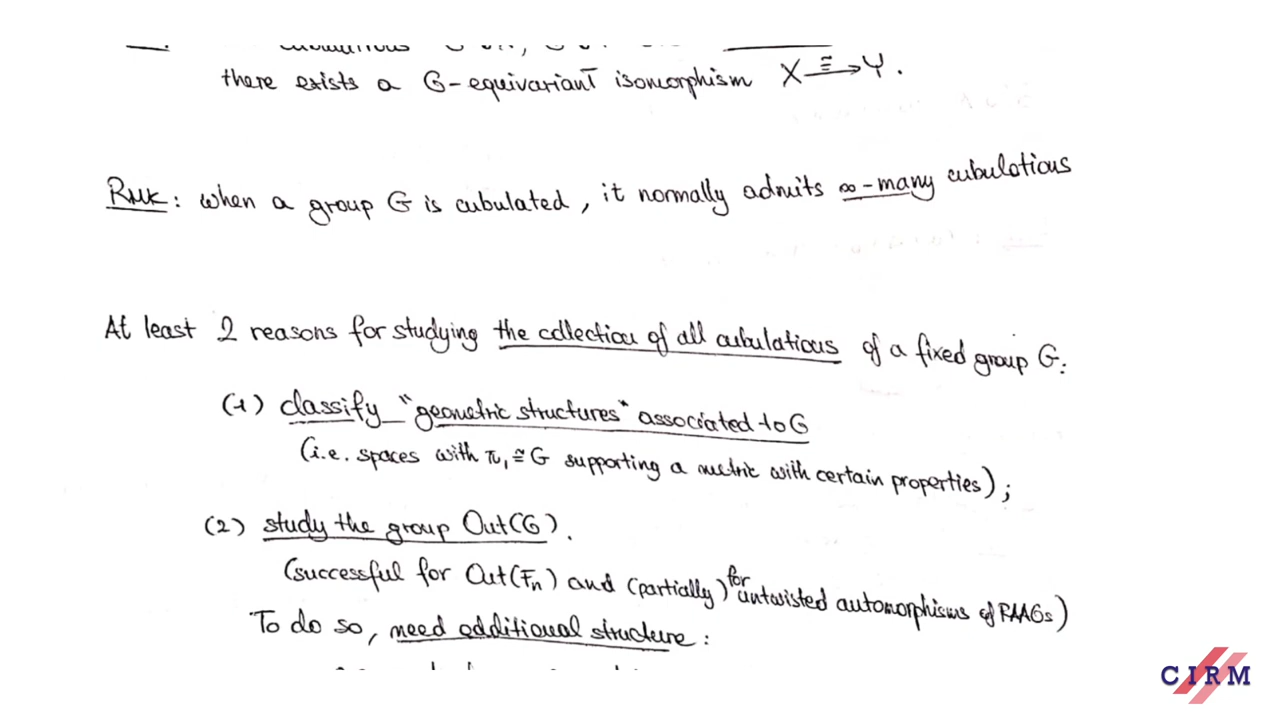 there exists a G-equivariant isomorphism X ≅→ Y.
Rmk: when a group G is cubulated, it normally admits ∞-many cubulations
At least 2 reasons for studying the collection of all cubulations of a fixed group G:
(1) classify "geometric structures" associated to G
(i.e. spaces with π₁ ≅ G supporting a metric with certain properties);
(2) study the group Out(G).
(successful for Out(Fₙ) and (partially) for untwisted automorphisms of RAAGs)
To do so, need additional structure:
CIRM